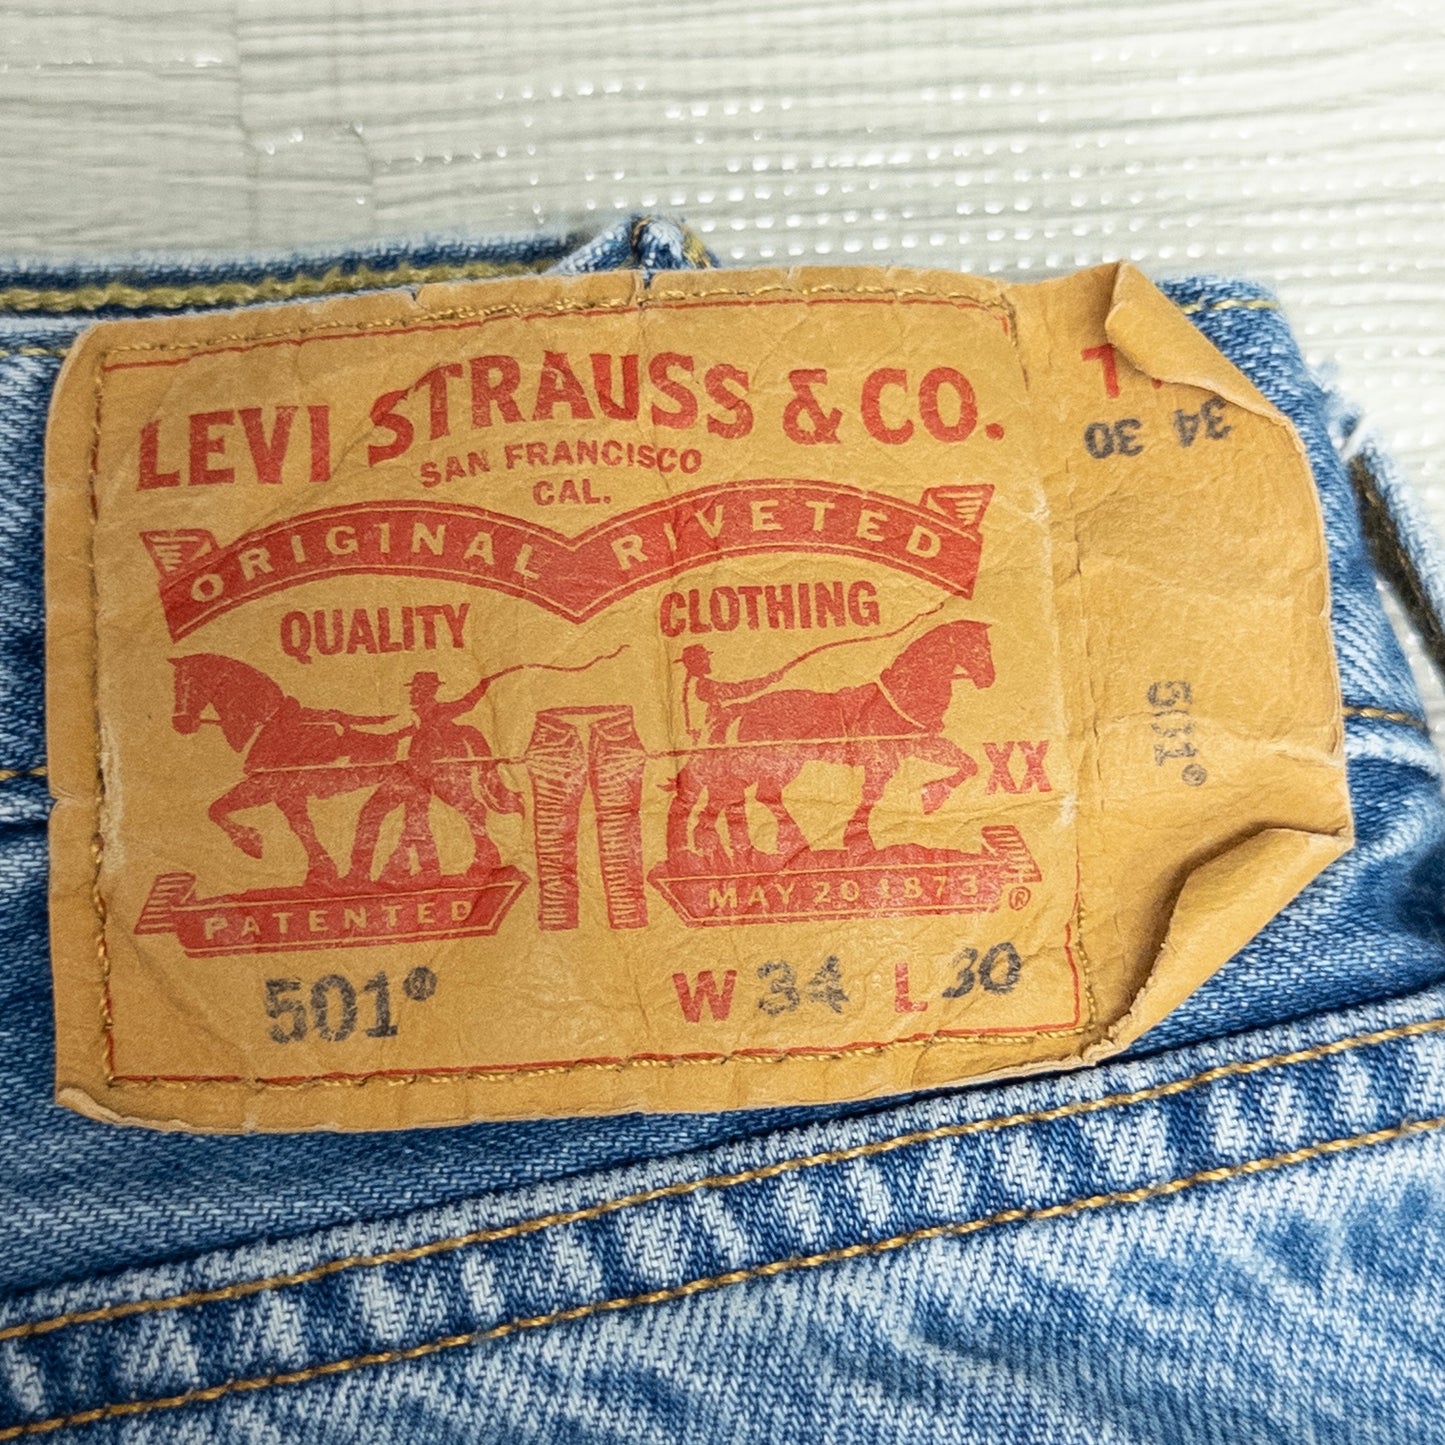 LEVI STRAUSS & CO.
SAN FRANCISCO
CAL.
ORIGINAL RIVETED
QUALITY CLOTHING
XX
PATENTED
MAY 20 1873 ®
501® W 34 L 30
34 30
501®